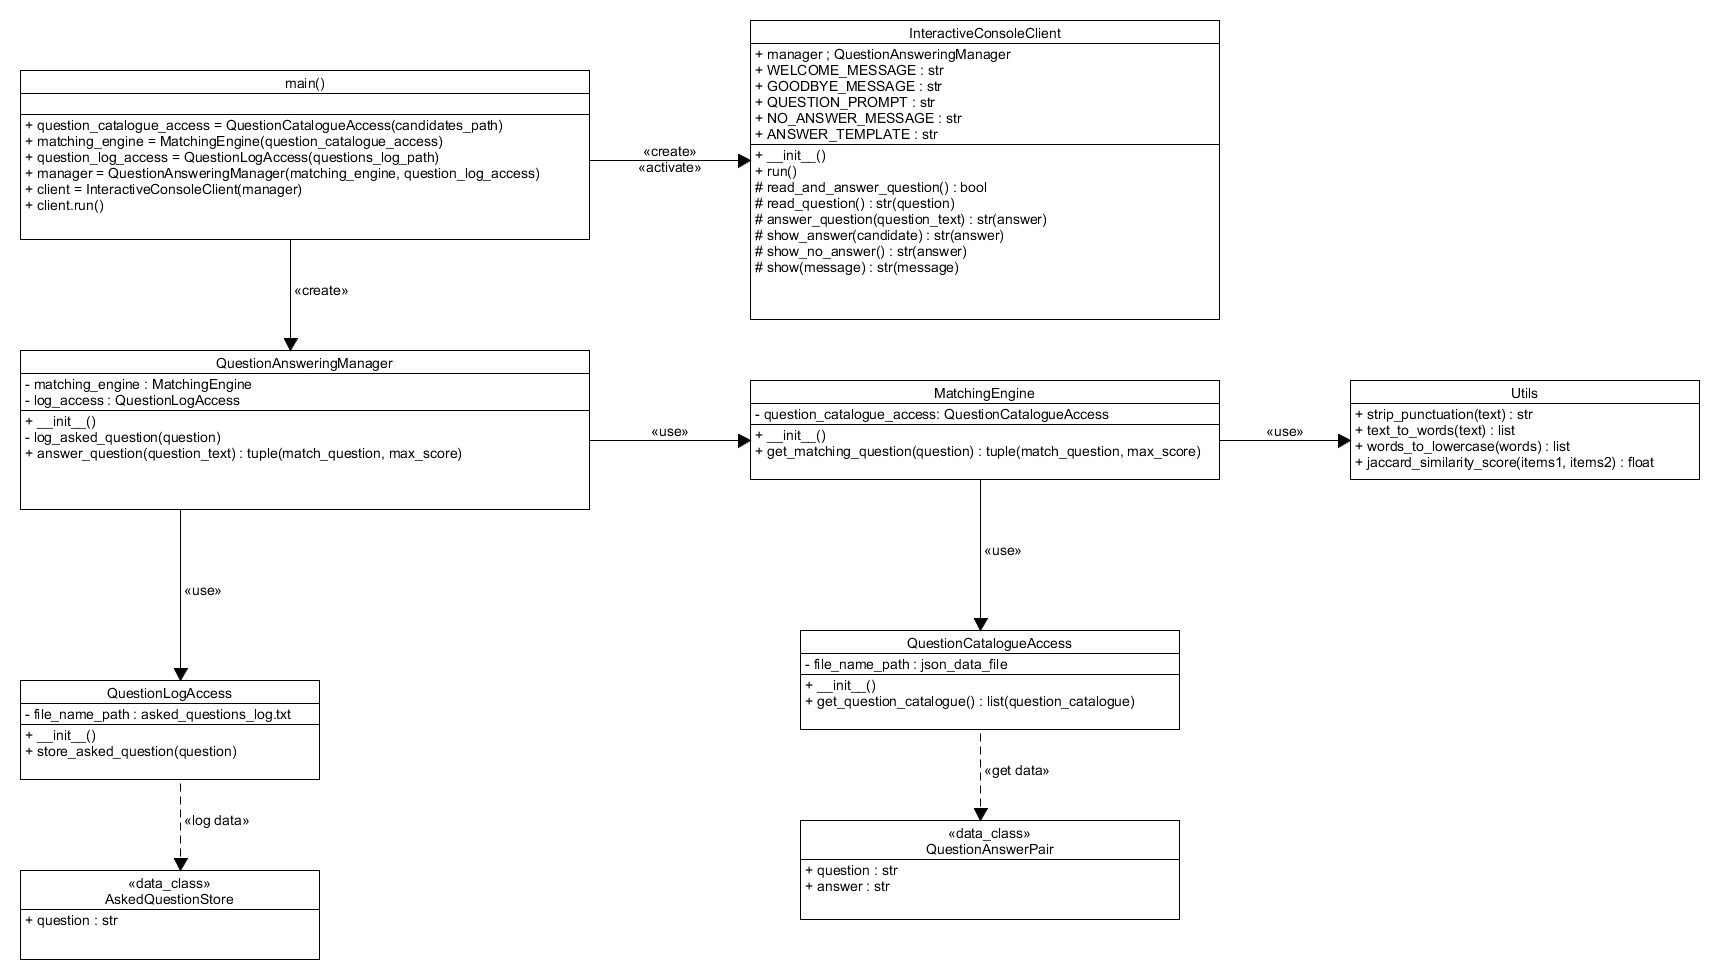 main()
+ question_catalogue_access = QuestionCatalogueAccess(candidates_path)
+ matching_engine = MatchingEngine(question_catalogue_access)
+ question_log_access = QuestionLogAccess(questions_log_path)
+ manager = QuestionAnsweringManager(matching_engine, question_log_access)
+ client = InteractiveConsoleClient(manager)
+ client.run()
«create»
«activate»
InteractiveConsoleClient
+ manager ; QuestionAnsweringManager
+ WELCOME_MESSAGE : str
+ GOODBYE_MESSAGE : str
+ QUESTION_PROMPT : str
+ NO_ANSWER_MESSAGE : str
+ ANSWER_TEMPLATE : str
+ __init__()
+ run()
# read_and_answer_question() : bool
# read_question() : str(question)
# answer_question(question_text) : str(answer)
# show_answer(candidate) : str(answer)
# show_no_answer() : str(answer)
# show(message) : str(message)
«create»
QuestionAnsweringManager
- matching_engine : MatchingEngine
- log_access : QuestionLogAccess
+ __init__()
- log_asked_question(question)
+ answer_question(question_text) : tuple(match_question, max_score)
«use»
MatchingEngine
- question_catalogue_access: QuestionCatalogueAccess
+ __init__()
+ get_matching_question(question) : tuple(match_question, max_score)
«use»
Utils
+ strip_punctuation(text) : str
+ text_to_words(text) : list
+ words_to_lowercase(words) : list
+ jaccard_similarity_score(items1, items2) : float
«use»
«use»
QuestionLogAccess
- file_name_path : asked_questions_log.txt
+ __init__()
+ store_asked_question(question)
QuestionCatalogueAccess
- file_name_path : json_data_file
+ __init__()
+ get_question_catalogue() : list(question_catalogue)
«log data»
«get data»
«data_class»
AskedQuestionStore
+ question : str
«data_class»
QuestionAnswerPair
+ question : str
+ answer : str